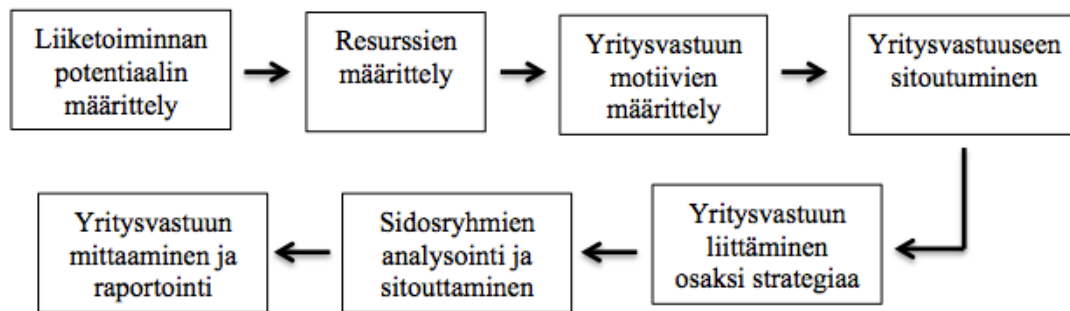 Liiketoiminnan
potentiaalin
määrittely
Resurssien
määrittely
Yritysvastuun
motiivien
määrittely
Yritysvastuuseen
sitoutuminen
Yritysvastuun
liittäminen
osaksi strategiaa
Sidosryhmien
analysointi ja
sitouttaminen
Yritysvastuun
mittaaminen ja
raportointi